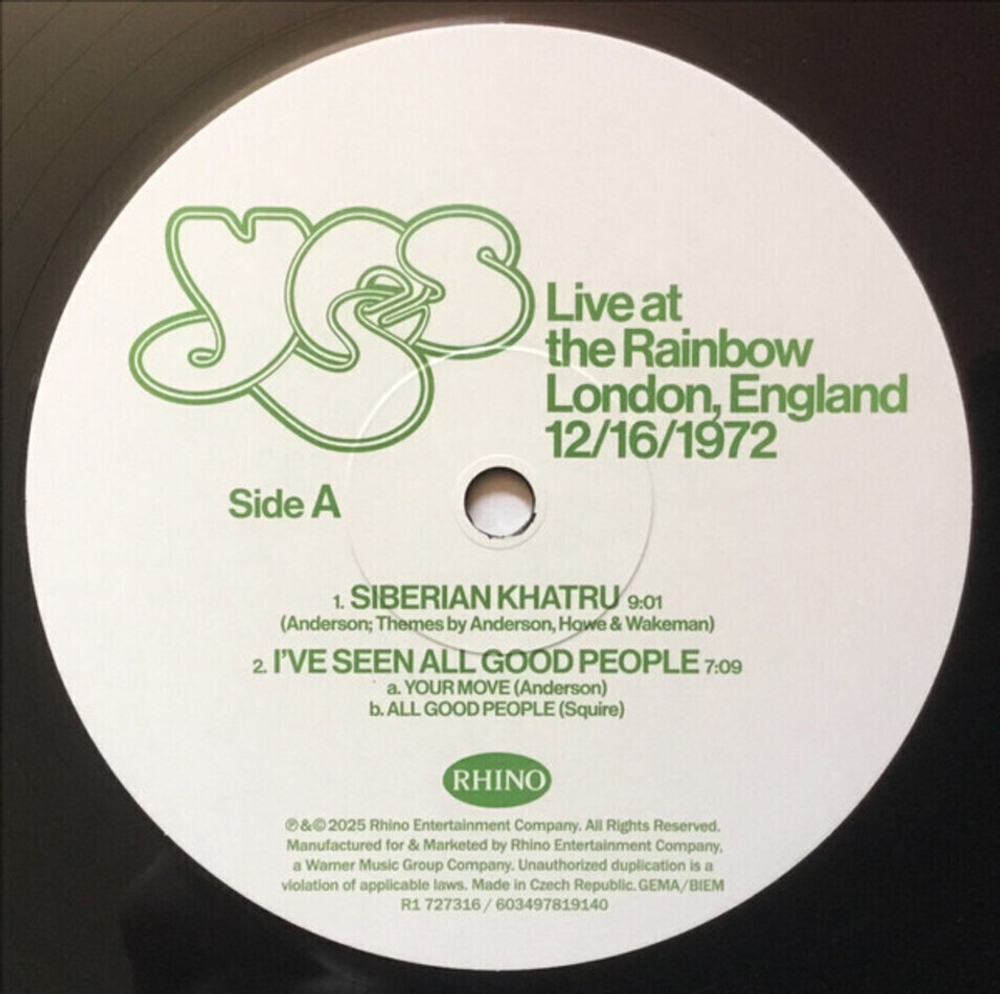 yes
Live at
the Rainbow
London, England
12/16/1972
Side A
1. SIBERIAN KHATRU 9:01
(Anderson; Themes by Anderson, Howe & Wakeman)
2. I'VE SEEN ALL GOOD PEOPLE 7:09
a. YOUR MOVE (Anderson)
b. ALL GOOD PEOPLE (Squire)
RHINO
℗&© 2025 Rhino Entertainment Company. All Rights Reserved.
Manufactured for & Marketed by Rhino Entertainment Company,
a Warner Music Group Company. Unauthorized duplication is a
violation of applicable laws. Made in Czech Republic. GEMA/BIEM
R1 727316 / 603497819140